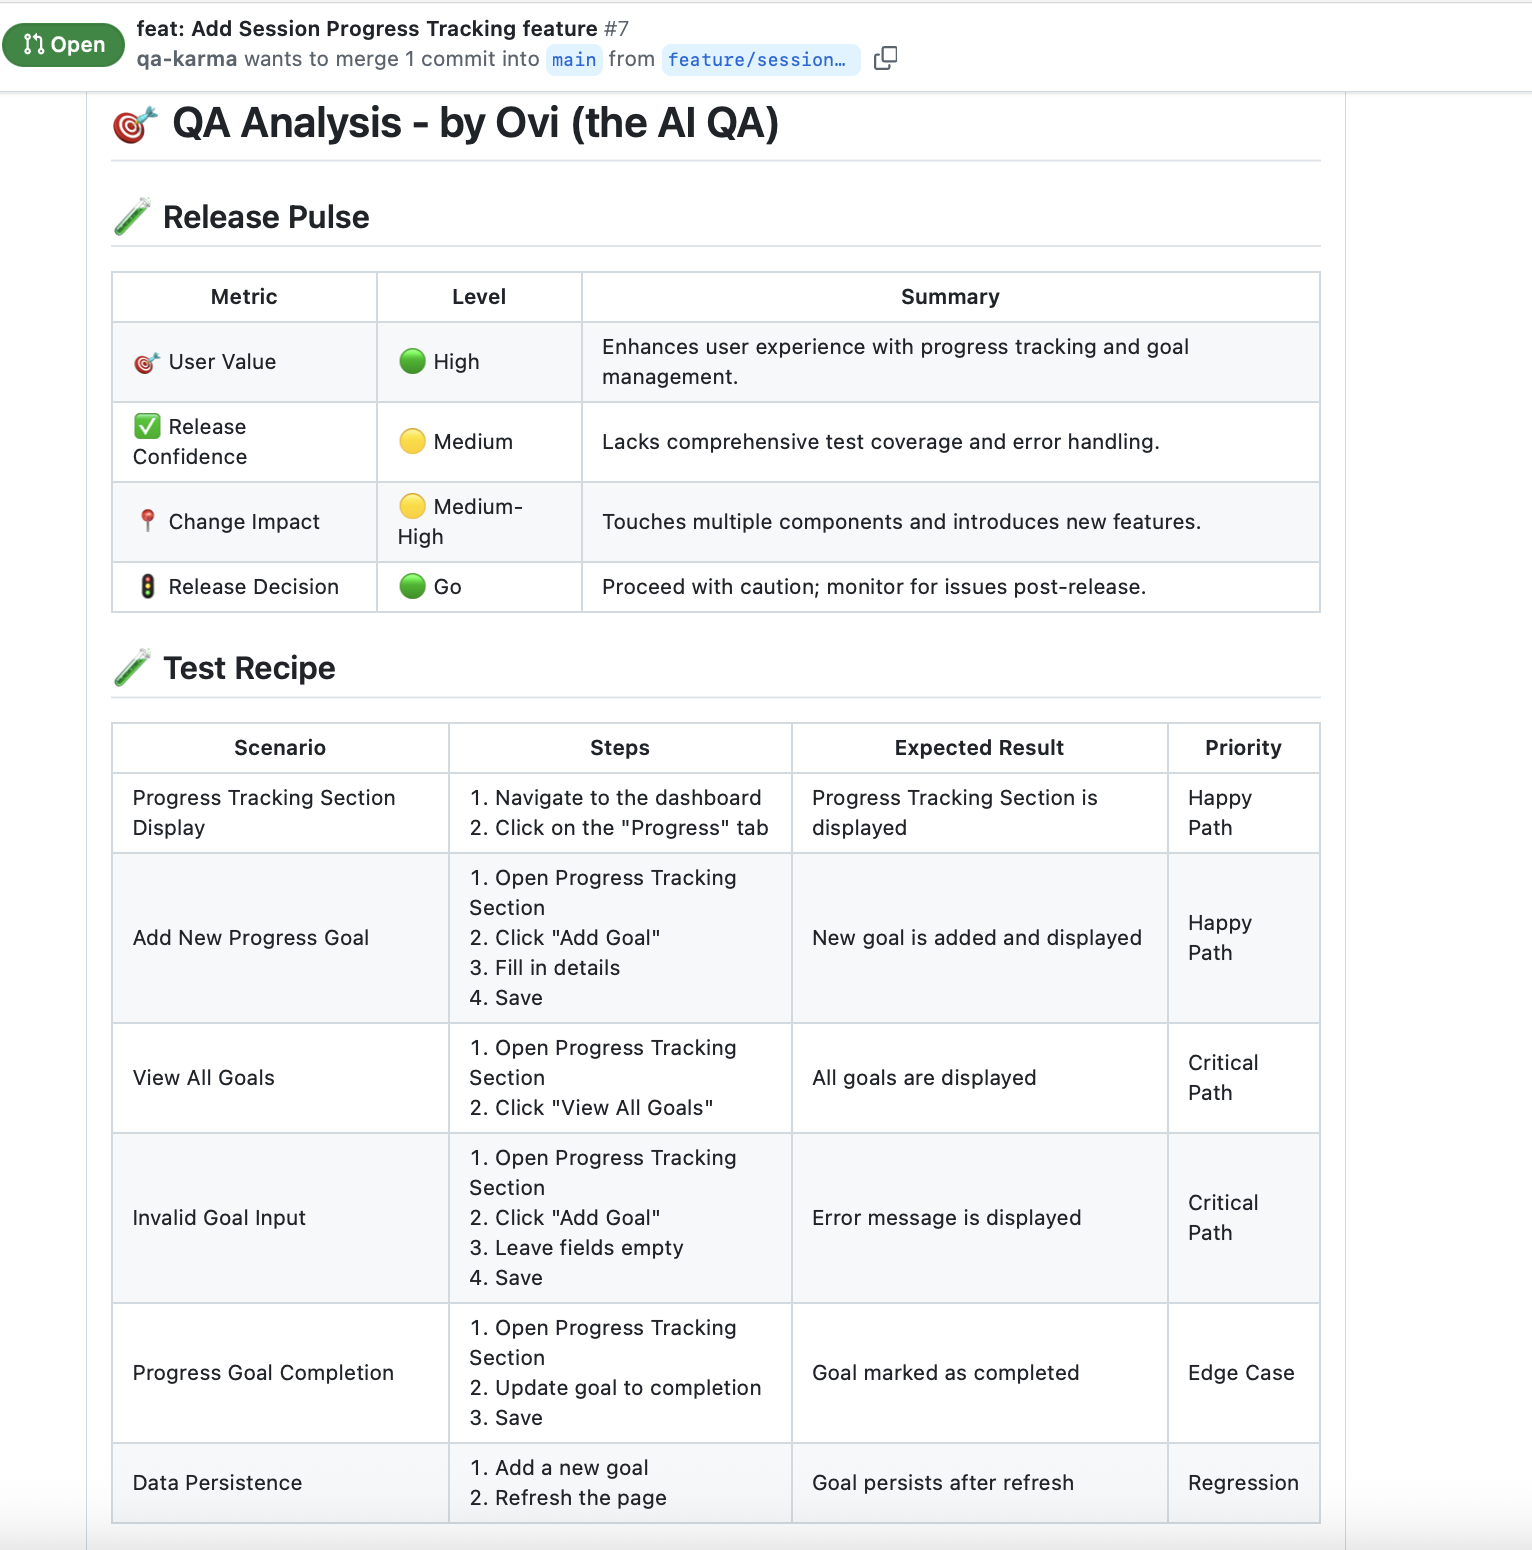 Open
feat: Add Session Progress Tracking feature #7
qa-karma wants to merge 1 commit into main from feature/session…
🎯 QA Analysis - by Ovi (the AI QA)
🧪 Release Pulse
Metric Level Summary
🎯 User Value 🟢 High Enhances user experience with progress tracking and goal
management.
✅ Release
Confidence
🟡 Medium
Lacks comprehensive test coverage and error handling.
📍 Change Impact
🟡 Medium-
High
Touches multiple components and introduces new features.
🚦 Release Decision 🟢 Go Proceed with caution; monitor for issues post-release.
🧪 Test Recipe
Scenario Steps Expected Result Priority
Progress Tracking Section
Display
1. Navigate to the dashboard
2. Click on the "Progress" tab
Progress Tracking Section is
displayed
Happy
Path
Add New Progress Goal
1. Open Progress Tracking
Section
2. Click "Add Goal"
3. Fill in details
4. Save
New goal is added and displayed
Happy
Path
View All Goals
1. Open Progress Tracking
Section
2. Click "View All Goals"
All goals are displayed
Critical
Path
Invalid Goal Input
1. Open Progress Tracking
Section
2. Click "Add Goal"
3. Leave fields empty
4. Save
Error message is displayed
Critical
Path
Progress Goal Completion
1. Open Progress Tracking
Section
2. Update goal to completion
3. Save
Goal marked as completed
Edge Case
Data Persistence
1. Add a new goal
2. Refresh the page
Goal persists after refresh
Regression